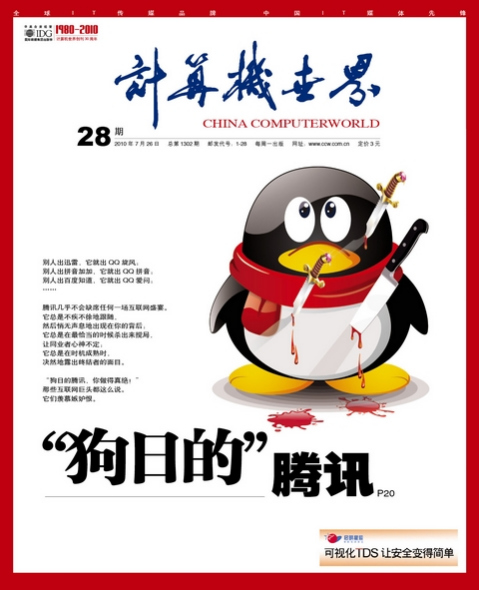 全球IT传媒品牌 中国IT媒体先锋
IDG
1980-2010
計算機世界
CHINA COMPUTERWORLD
28期
2010年7月26日 总第1302期 邮发代号：1-28 每周一出版 网址：www.ccw.com.cn 定价3元
别人出迅雷，它就出QQ旋风；
别人出拼音加加，它就出QQ拼音；
别人出百度知道，它就出QQ爱问；
……
腾讯几乎不会缺席任何一场互联网盛宴。
它总是不疾不徐地跟随，
然后悄无声息地出现在你的背后；
它总是在最恰当的时候杀出来搅局，
让同业者心神不定；
它总是在时机成熟时，
决然地露出终结者的面目。
“狗日的腾讯，你做得真绝！”
那些互联网巨头都这么说。
它们羡慕嫉妒恨。
“狗日的”
腾讯 P20
可视化TDS 让安全变得简单